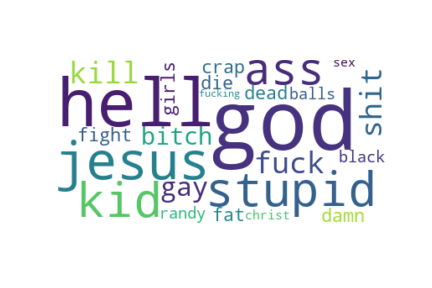 kill crap ass sex
girls die shit
hell fucking dead balls
god
fight bitch
jesus fuck black
kid gay stupid
randy fat christ damn